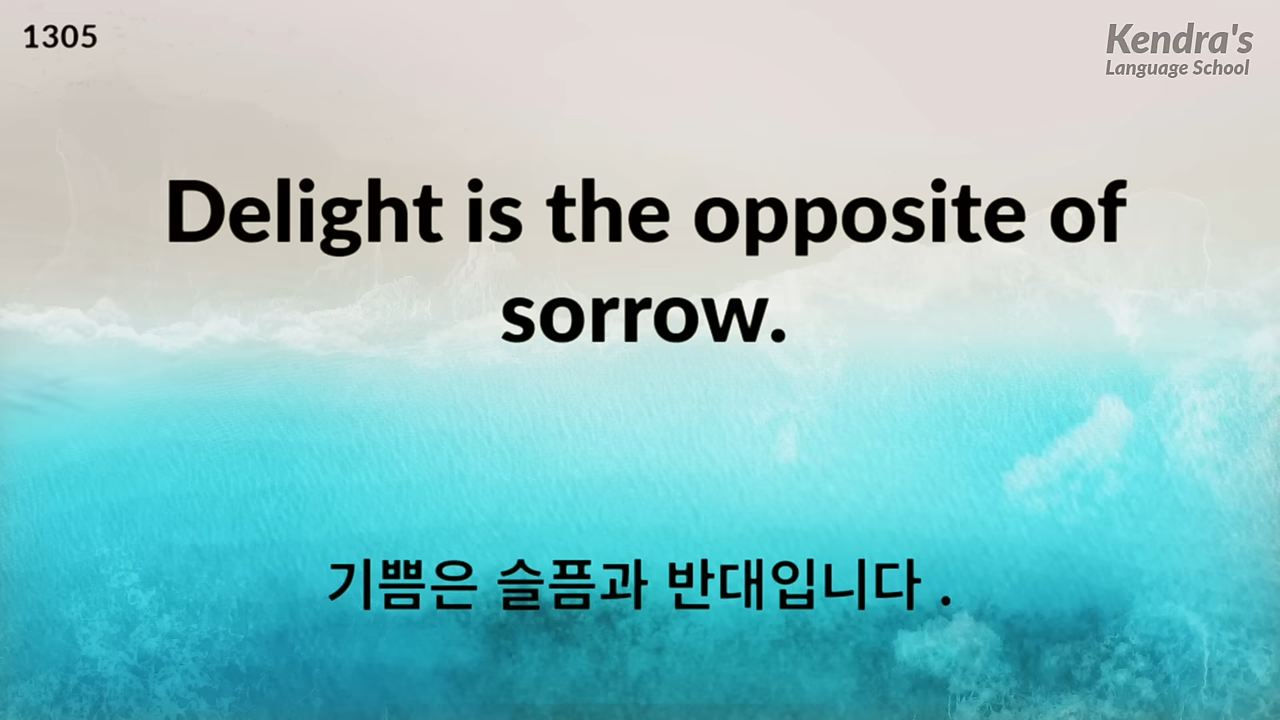 1305
Kendra's
Language School
Delight is the opposite of
sorrow.
기쁨은 슬픔과 반대입니다 .